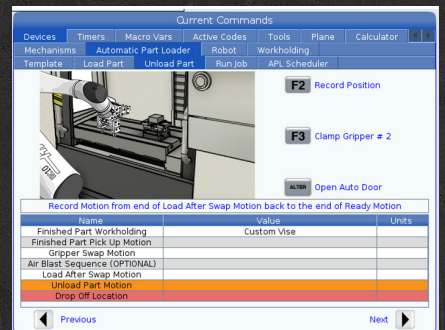 Current Commands
Devices Timers Macro Vars Active Codes Tools Plane Calculator
Mechanisms Automatic Part Loader Robot Workholding
Template Load Part Unload Part Run Job APL Scheduler
F2 Record Position
F3 Clamp Gripper # 2
ALTER Open Auto Door
Record Motion from end of Load After Swap Motion back to the end of Ready Motion
Name Value Units
Finished Part Workholding Custom Vise
Finished Part Pick Up Motion
Gripper Swap Motion
Air Blast Sequence (OPTIONAL)
Load After Swap Motion
Unload Part Motion
Drop Off Location
Previous Next